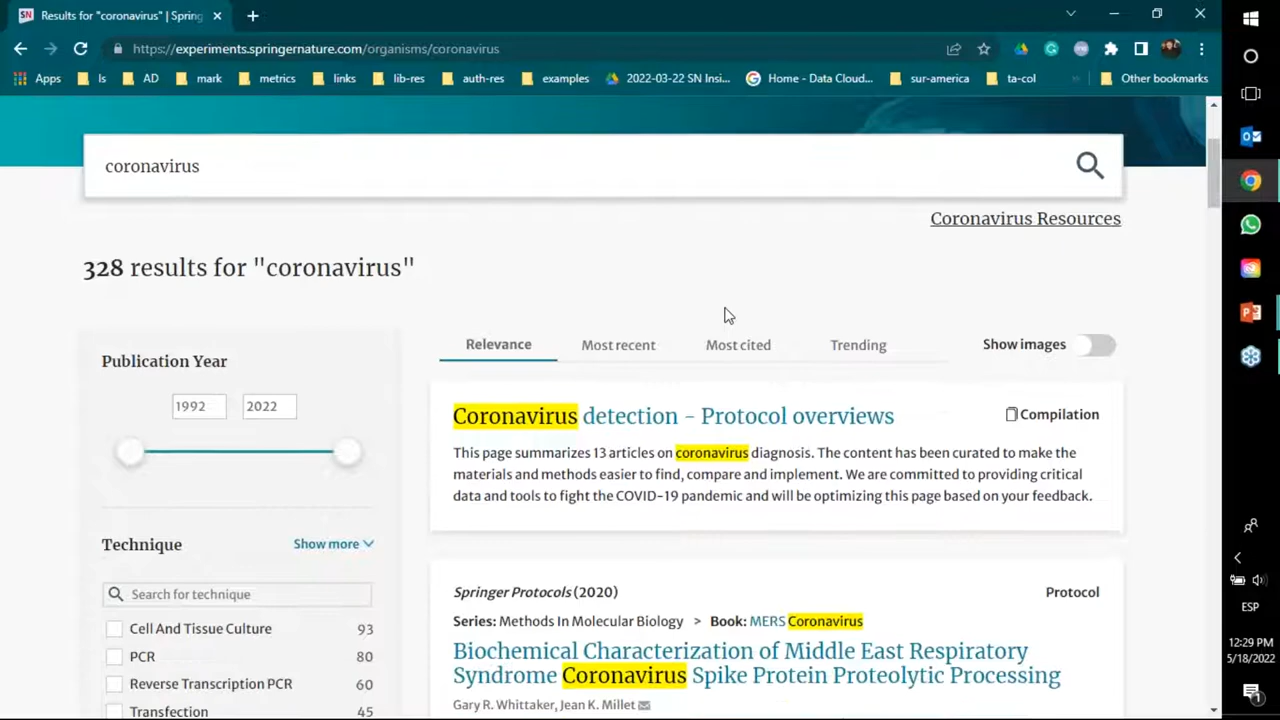 SN Results for "coronavirus" | Spring
https://experiments.springernature.com/organisms/coronavirus
Apps ls AD mark metrics links lib-res auth-res examples 2022-03-22 SN Insi... Home - Data Cloud... sur-america ta-col » Other bookmarks
coronavirus
Coronavirus Resources
328 results for "coronavirus"
Publication Year
1992 2022
Technique Show more
Search for technique
Cell And Tissue Culture 93
PCR 80
Reverse Transcription PCR 60
Transfection 45
Relevance Most recent Most cited Trending Show images
Coronavirus detection - Protocol overviews Compilation
This page summarizes 13 articles on coronavirus diagnosis. The content has been curated to make the
materials and methods easier to find, compare and implement. We are committed to providing critical
data and tools to fight the COVID-19 pandemic and will be optimizing this page based on your feedback.
Springer Protocols (2020) Protocol
Series: Methods In Molecular Biology > Book: MERS Coronavirus
Biochemical Characterization of Middle East Respiratory
Syndrome Coronavirus Spike Protein Proteolytic Processing
Gary R. Whittaker, Jean K. Millet
ESP
12:29 PM
5/18/2022
1